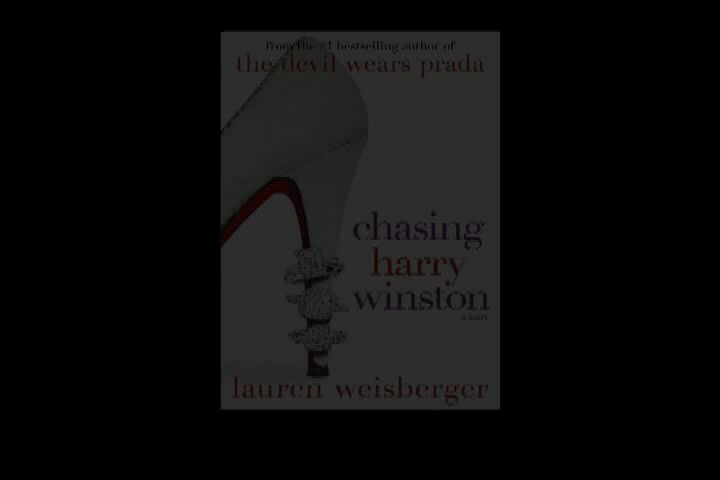 from the #1 bestselling author of
the devil wears prada
chasing
harry
winston
a novel
lauren weisberger